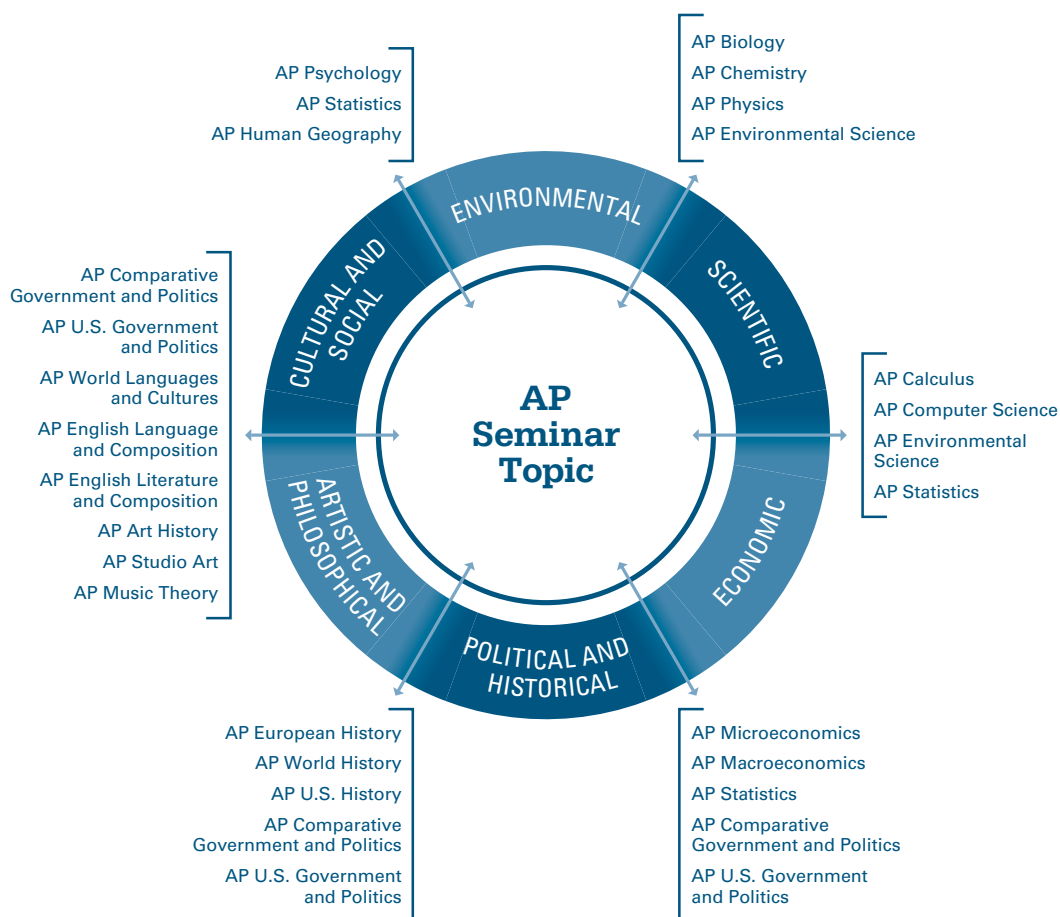 AP Psychology
AP Statistics
AP Human Geography
AP Biology
AP Chemistry
AP Physics
AP Environmental Science
ENVIRONMENTAL
CULTURAL AND
SOCIAL
SCIENTIFIC
AP Comparative
Government and Politics
AP U.S. Government
and Politics
AP World Languages
and Cultures
AP English Language
and Composition
AP English Literature
and Composition
AP Art History
AP Studio Art
AP Music Theory
AP
Seminar
Topic
AP Calculus
AP Computer Science
AP Environmental
Science
AP Statistics
ARTISTIC AND
PHILOSOPHICAL
ECONOMIC
POLITICAL AND
HISTORICAL
AP European History
AP World History
AP U.S. History
AP Comparative
Government and Politics
AP U.S. Government
and Politics
AP Microeconomics
AP Macroeconomics
AP Statistics
AP Comparative
Government and Politics
AP U.S. Government
and Politics